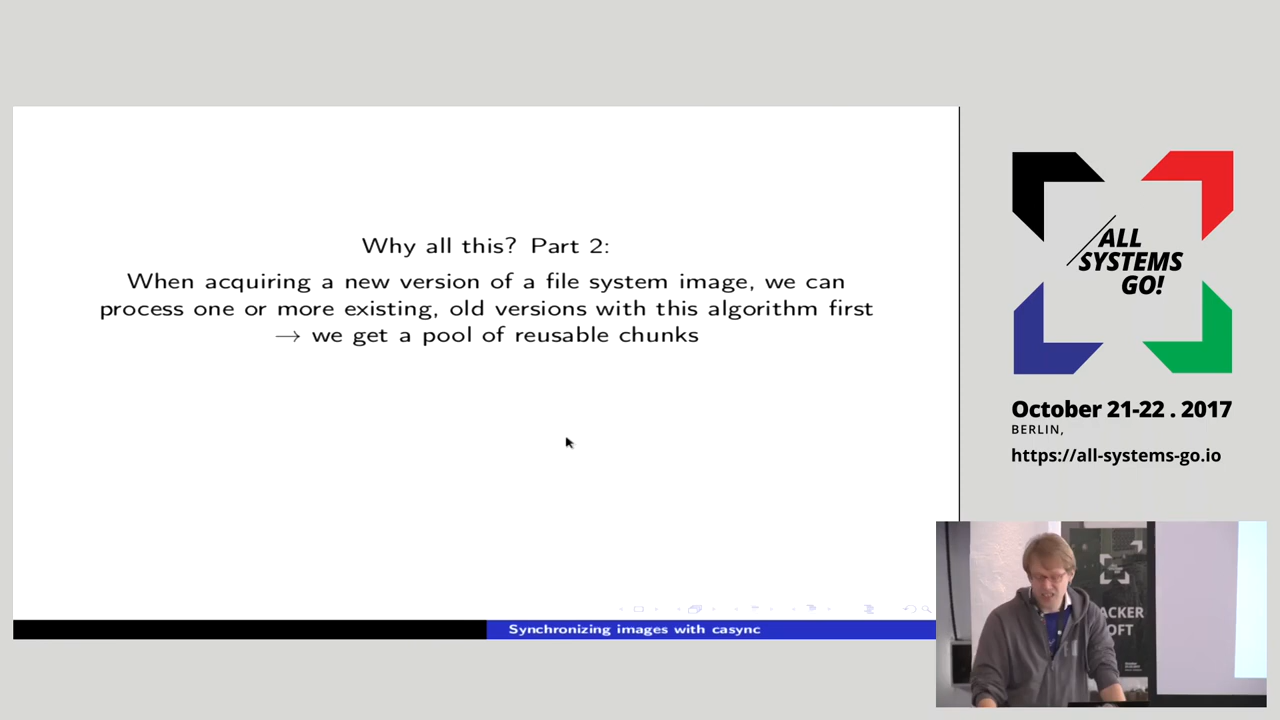 Why all this? Part 2:
When acquiring a new version of a file system image, we can
process one or more existing, old versions with this algorithm first
→ we get a pool of reusable chunks
Synchronizing images with casync
ALL
SYSTEMS
GO!
October 21-22 . 2017
BERLIN,
https://all-systems-go.io
ACKER
OFT